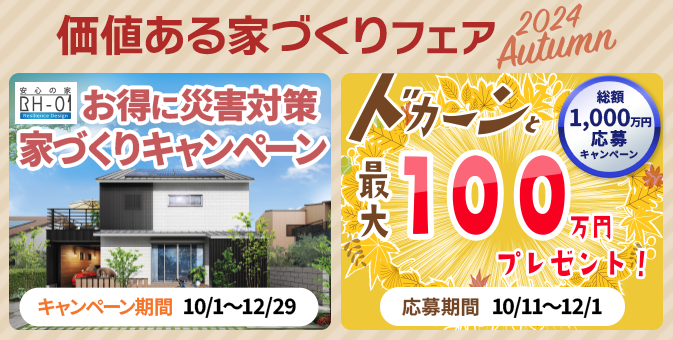 価値ある家づくりフェア
2024
Autumn
安心の家
RH-01
Resilience Design
お得に災害対策
家づくりキャンペーン
キャンペーン期間 10/1〜12/29
ドカーンと
最大
100万円
プレゼント!
総額
1,000万円
応募
キャンペーン
応募期間 10/11〜12/1